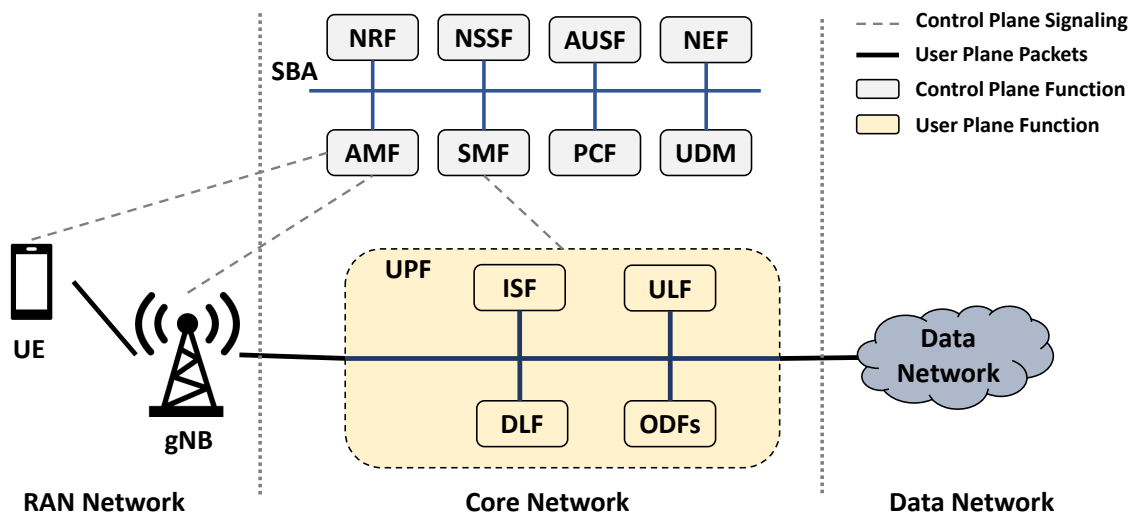 NRF
NSSF
AUSF
NEF
SBA
AMF
SMF
PCF
UDM
Control Plane Signaling
User Plane Packets
Control Plane Function
User Plane Function
UPF
ISF
ULF
DLF
ODFs
UE
gNB
Data
Network
RAN Network
Core Network
Data Network